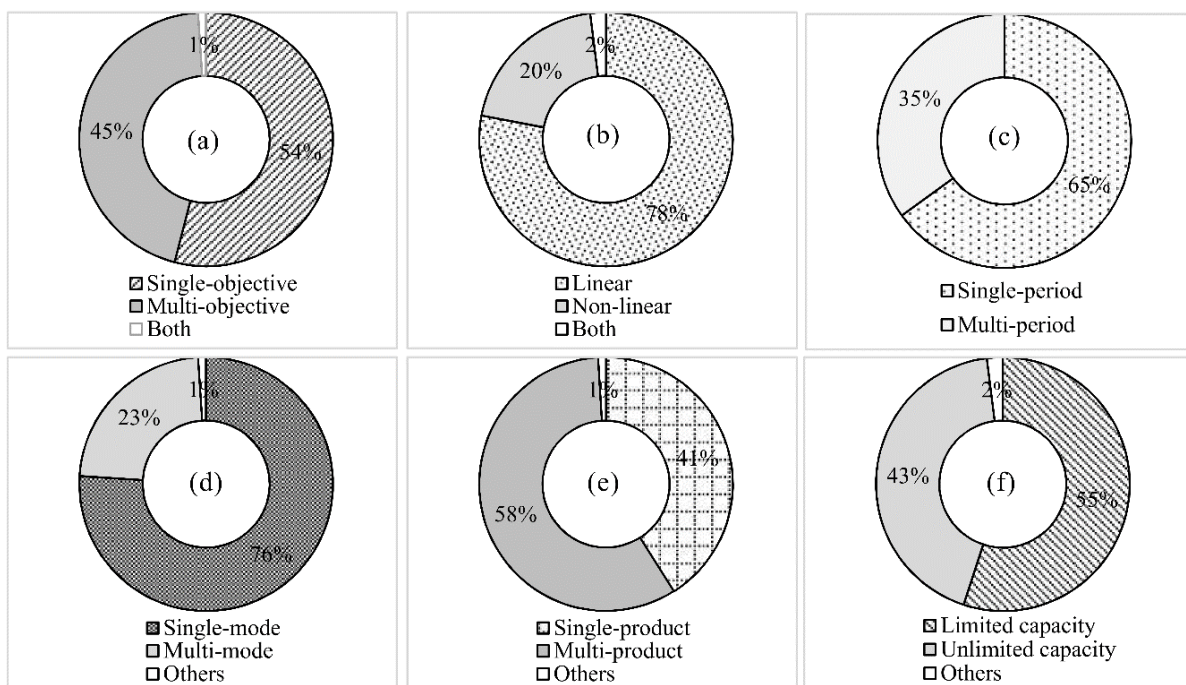 1%
45%
(a)
54%
Single-objective
Multi-objective
Both
2%
20%
(b)
78%
Linear
Non-linear
Both
35%
(c)
65%
Single-period
Multi-period
1%
23%
(d)
76%
Single-mode
Multi-mode
Others
1%
41%
58%
(e)
Single-product
Multi-product
Others
2%
43%
(f)
55%
Limited capacity
Unlimited capacity
Others